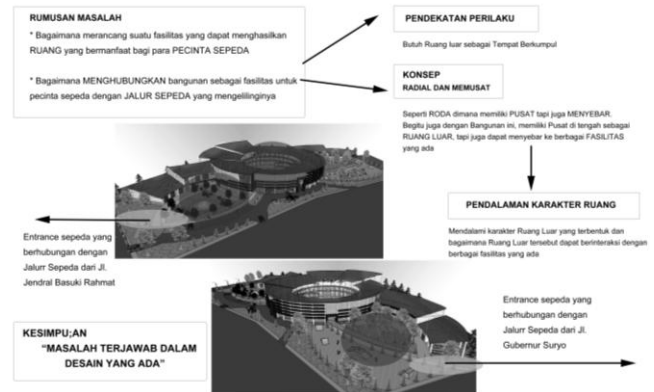 RUMUSAN MASALAH
* Bagaimana merancang suatu fasilitas yang dapat menghasilkan
RUANG yang bermanfaat bagi para PECINTA SEPEDA
* Bagaimana MENGHUBUNGKAN bangunan sebagai fasilitas untuk
pecinta sepeda dengan JALUR SEPEDA yang mengelilinginya
PENDEKATAN PERILAKU
Butuh Ruang luar sebagai Tempat Berkumpul
KONSEP
RADIAL DAN MEMUSAT
Seperti RODA dimana memiliki PUSAT tapi juga MENYEBAR.
Begitu juga dengan Bangunan ini, memiliki Pusat di tengah sebagai
RUANG LUAR, tapi juga dapat menyebar ke berbagai FASILITAS
yang ada
PENDALAMAN KARAKTER RUANG
Mendalami karakter Ruang Luar yang terbentuk dan
bagaimana Ruang Luar tersebut dapat berinteraksi dengan
berbagai fasilitas yang ada
Entrance sepeda yang
berhubungan dengan
Jalurr Sepeda dari Jl.
Jendral Basuki Rahmat
Entrance sepeda yang
berhubungan dengan
Jalurr Sepeda dari Jl.
Gubernur Suryo
KESIMPU;AN
"MASALAH TERJAWAB DALAM
DESAIN YANG ADA"